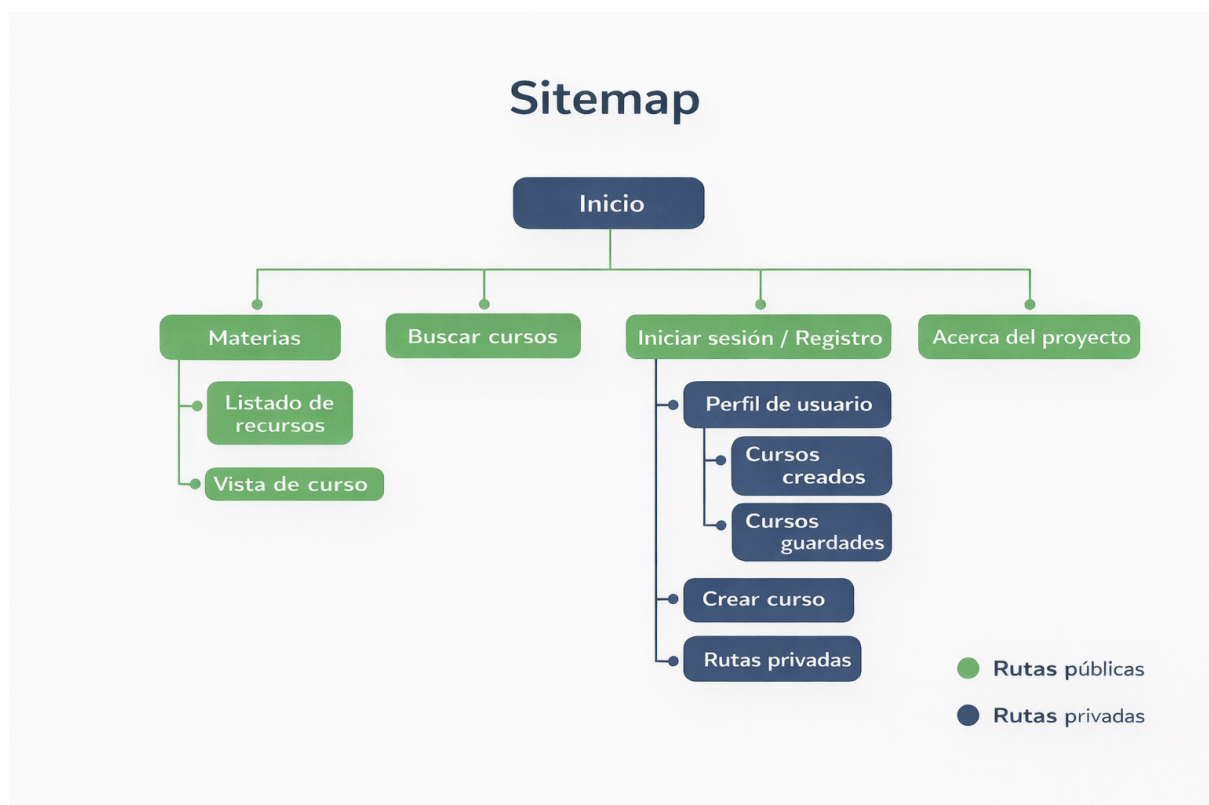 Sitemap
Inicio
Materias
Buscar cursos
Iniciar sesión / Registro
Acerca del proyecto
Listado de
recursos
Vista de curso
Perfil de usuario
Cursos
creados
Cursos
guardades
Crear curso
Rutas privadas
Rutas públicas
Rutas privadas